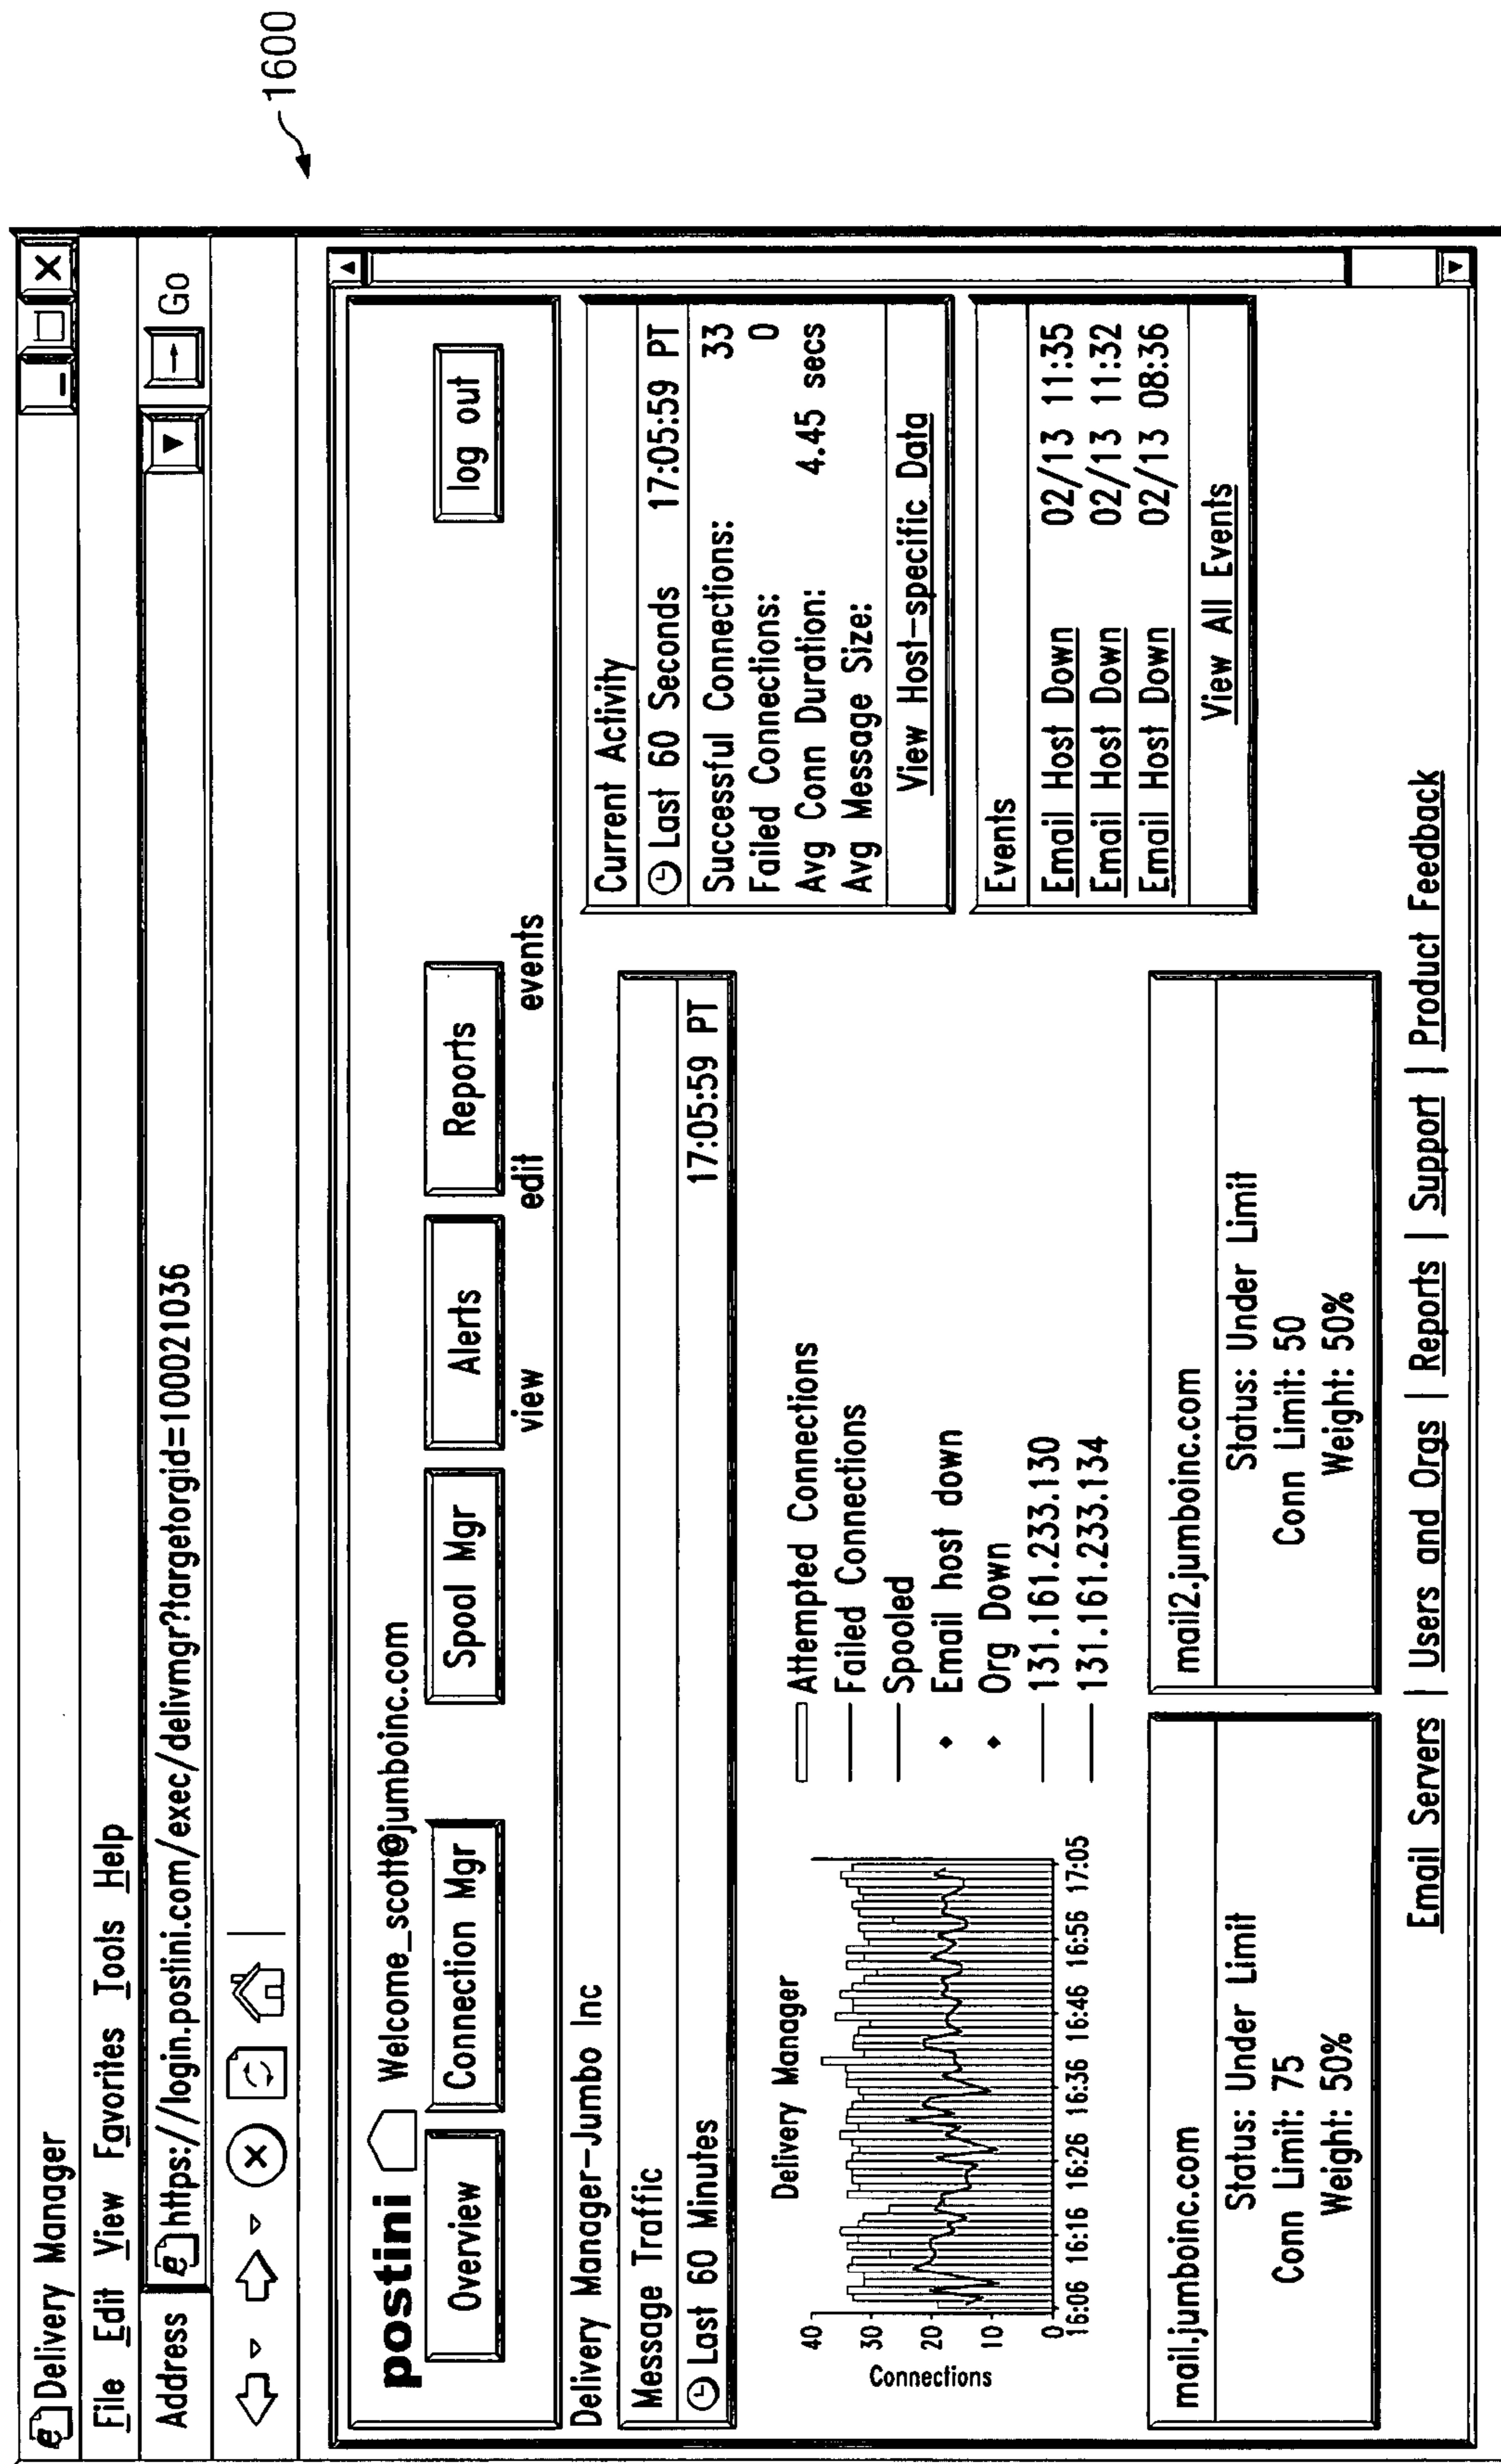 1600
Delivery Manager
File Edit View Favorites Tools Help
Address https://login.postini.com/exec/delivmgr?targetorgid=100021036 Go
postini Welcome_scott@jumboinc.com
Overview Connection Mgr Spool Mgr Alerts Reports log out
view edit events
Delivery Manager-Jumbo Inc
Message Traffic
Last 60 Minutes 17:05:59 PT
Delivery Manager
Connections
40
30
20
10
0
16:06 16:16 16:26 16:36 16:46 16:56 17:05
Attempted Connections
Failed Connections
Spooled
Email host down
Org Down
131.161.233.130
131.161.233.134
Current Activity
Last 60 Seconds 17:05:59 PT
Successful Connections: 33
Failed Connections: 0
Avg Conn Duration: 4.45 secs
Avg Message Size:
View Host-specific Data
Events
Email Host Down 02/13 11:35
Email Host Down 02/13 11:32
Email Host Down 02/13 08:36
View All Events
mail.jumboinc.com
Status: Under Limit
Conn Limit: 75
Weight: 50%
mail2.jumboinc.com
Status: Under Limit
Conn Limit: 50
Weight: 50%
Email Servers | Users and Orgs | Reports | Support | Product Feedback